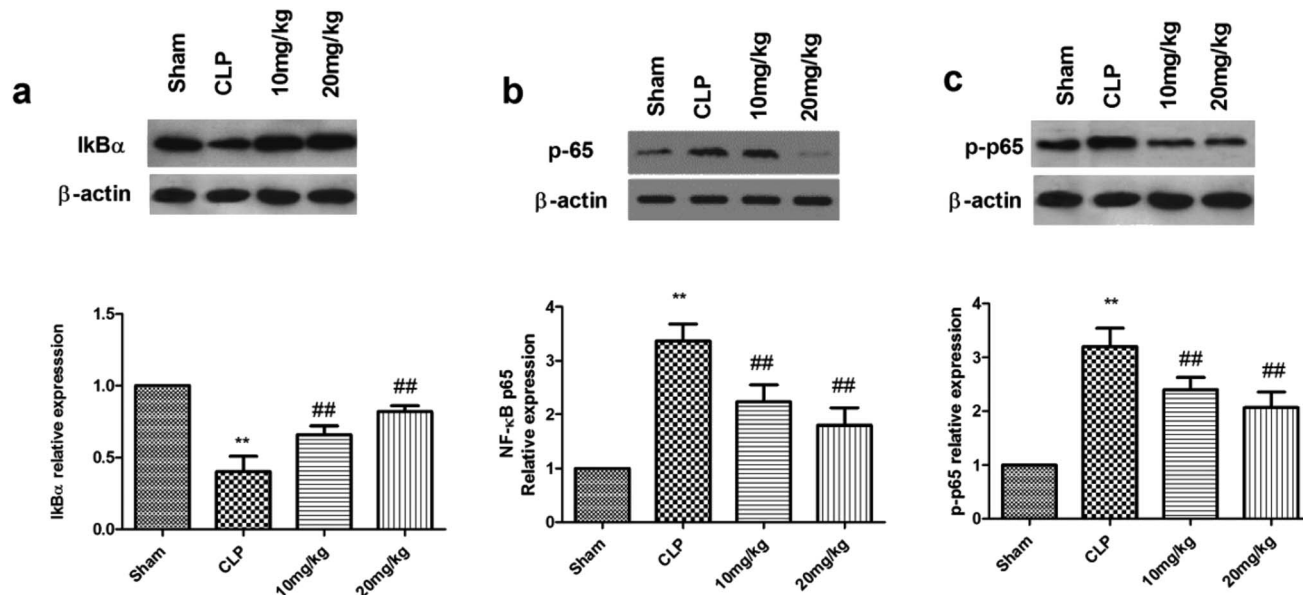 a
Sham
CLP
10mg/kg
20mg/kg
IkBα
β-actin
IkBα relative expresssion
1.5
1.0
0.5
0.0
**
##
##
Sham
CLP
10mg/kg
20mg/kg
b
Sham
CLP
10mg/kg
20mg/kg
p-65
β-actin
NF-κB p65
Relative expression
4
3
2
1
0
**
##
##
Sham
CLP
10mg/kg
20mg/kg
c
Sham
CLP
10mg/kg
20mg/kg
p-p65
β-actin
p-p65 relative expression
4
3
2
1
0
**
##
##
Sham
CLP
10mg/kg
20mg/kg